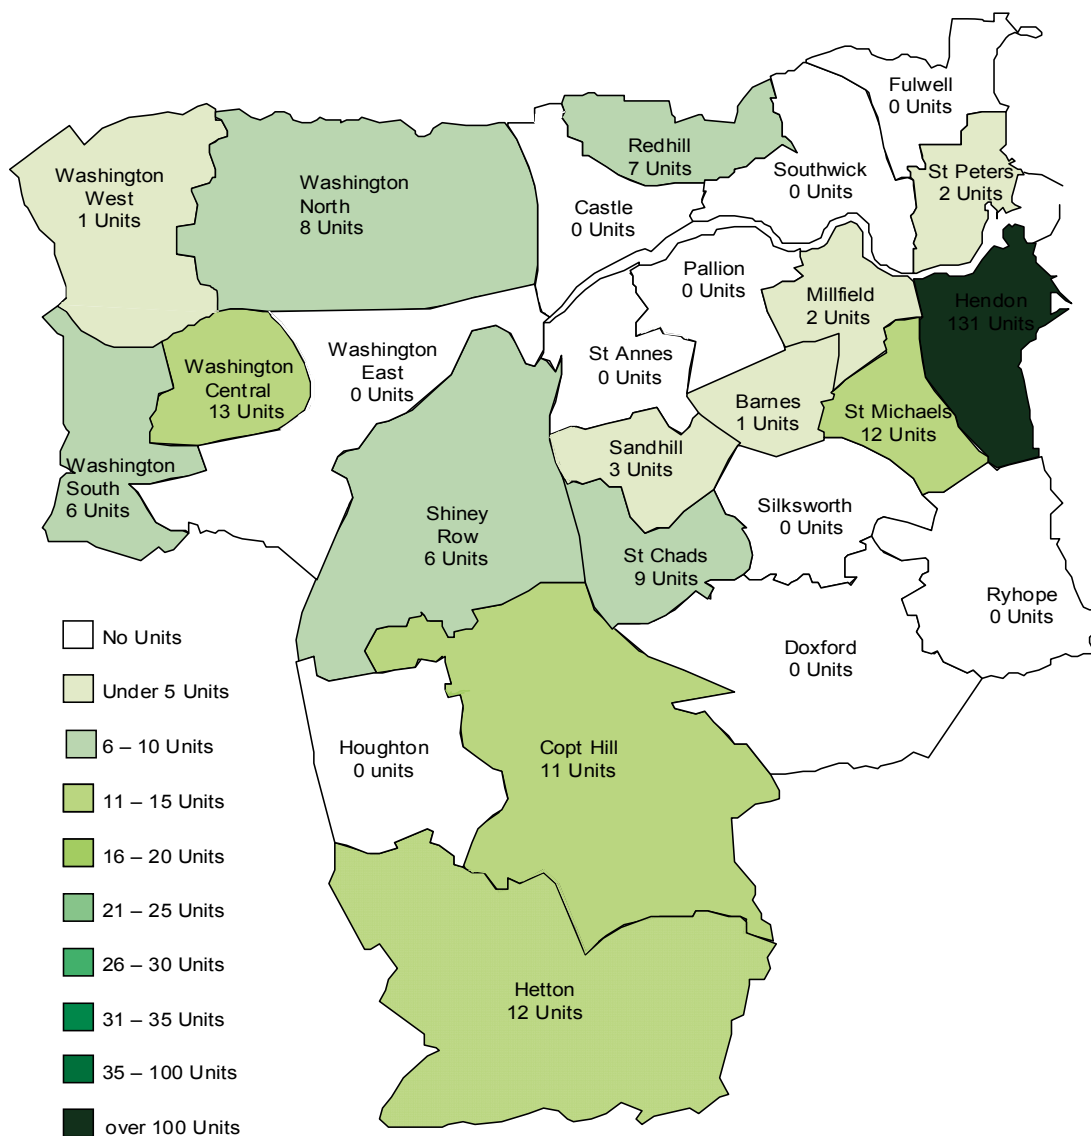 Fulwell
0 Units
Redhill
7 Units
Southwick
0 Units
St Peters
2 Units
Washington
West
1 Units
Washington
North
8 Units
Castle
0 Units
Pallion
0 Units
Millfield
2 Units
Hendon
131 Units
Washington
East
0 Units
St Annes
0 Units
Washington
Central
13 Units
Barnes
1 Units
St Michaels
12 Units
Sandhill
3 Units
Washington
South
6 Units
Silksworth
0 Units
Shiney
Row
6 Units
St Chads
9 Units
Ryhope
0 Units
Doxford
0 Units
Houghton
0 units
Copt Hill
11 Units
Hetton
12 Units
No Units
Under 5 Units
6 – 10 Units
11 – 15 Units
16 – 20 Units
21 – 25 Units
26 – 30 Units
31 – 35 Units
35 – 100 Units
over 100 Units